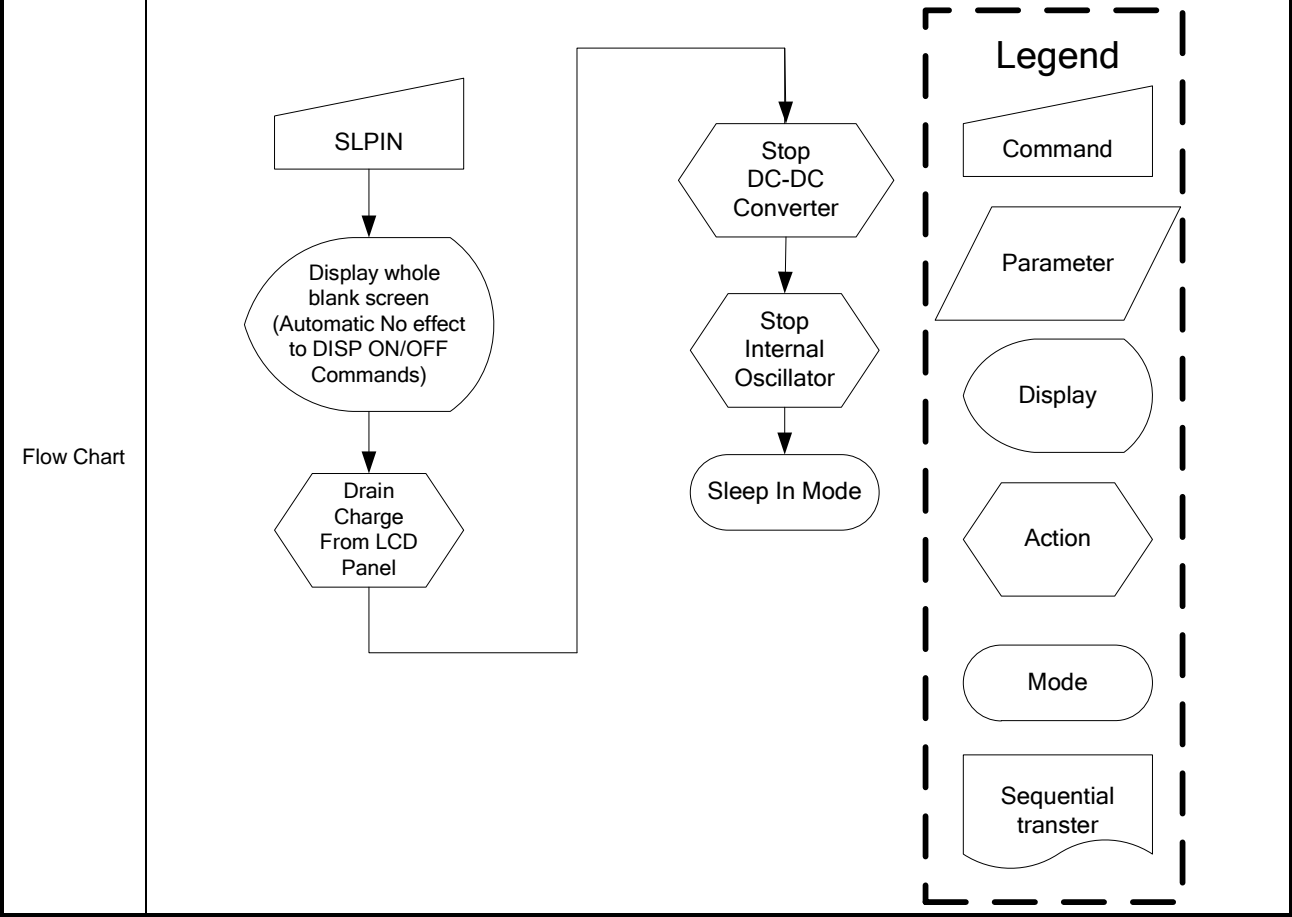 Flow Chart
SLPIN
Display whole
blank screen
(Automatic No effect
to DISP ON/OFF
Commands)
Drain
Charge
From LCD
Panel
Stop
DC-DC
Converter
Stop
Internal
Oscillator
Sleep In Mode
Legend
Command
Parameter
Display
Action
Mode
Sequential
transter